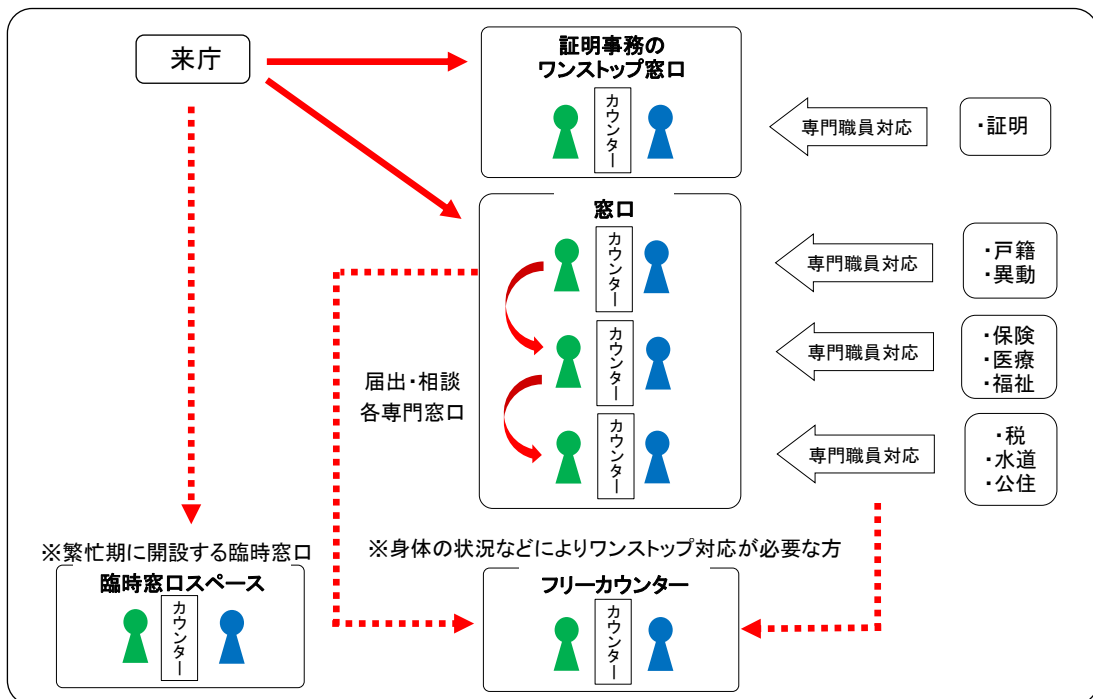 来庁
証明事務の
ワンストップ窓口
カウンター
専門職員対応
・証明
窓口
カウンター
専門職員対応
・戸籍
・異動
カウンター
専門職員対応
・保険
・医療
・福祉
届出・相談
各専門窓口
カウンター
専門職員対応
・税
・水道
・公住
※繁忙期に開設する臨時窓口
臨時窓口スペース
カウンター
※身体の状況などによりワンストップ対応が必要な方
フリーカウンター
カウンター